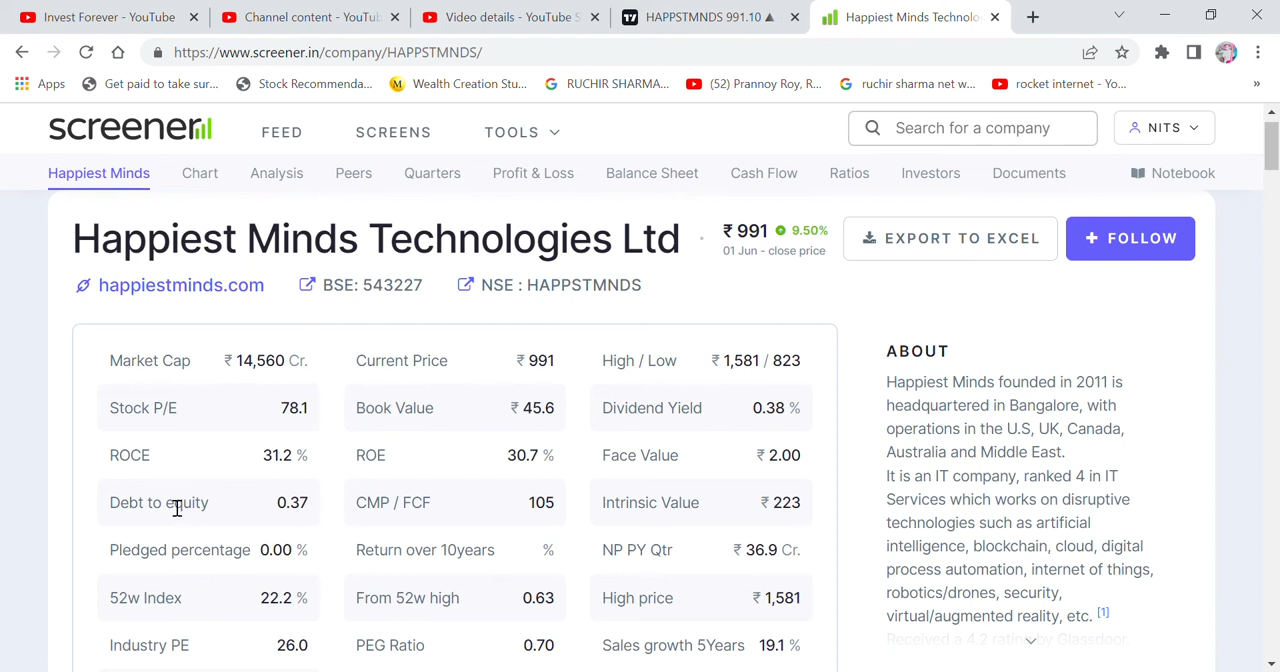 Invest Forever - YouTube
Channel content - YouTub
Video details - YouTube S
HAPPSTMNDS 991.10 ▲
Happiest Minds Technolo
https://www.screener.in/company/HAPPSTMNDS/
Apps
Get paid to take sur...
Stock Recommenda...
Wealth Creation Stu...
RUCHIR SHARMA...
(52) Prannoy Roy, R...
ruchir sharma net w...
rocket internet - Yo...
»
screener
FEED
SCREENS
TOOLS
Search for a company
NITS
Happiest Minds
Chart
Analysis
Peers
Quarters
Profit & Loss
Balance Sheet
Cash Flow
Ratios
Investors
Documents
Notebook
Happiest Minds Technologies Ltd
₹ 991 9.50%
01 Jun - close price
EXPORT TO EXCEL
+ FOLLOW
happiestminds.com
BSE: 543227
NSE : HAPPSTMNDS
Market Cap ₹ 14,560 Cr.
Current Price ₹ 991
High / Low ₹ 1,581 / 823
Stock P/E 78.1
Book Value ₹ 45.6
Dividend Yield 0.38 %
ROCE 31.2 %
ROE 30.7 %
Face Value ₹ 2.00
Debt to equity 0.37
CMP / FCF 105
Intrinsic Value ₹ 223
Pledged percentage 0.00 %
Return over 10years %
NP PY Qtr ₹ 36.9 Cr.
52w Index 22.2 %
From 52w high 0.63
High price ₹ 1,581
Industry PE 26.0
PEG Ratio 0.70
Sales growth 5Years 19.1 %
ABOUT
Happiest Minds founded in 2011 is
headquartered in Bangalore, with
operations in the U.S, UK, Canada,
Australia and Middle East.
It is an IT company, ranked 4 in IT
Services which works on disruptive
technologies such as artificial
intelligence, blockchain, cloud, digital
process automation, internet of things,
robotics/drones, security,
virtual/augmented reality, etc. [1]
Received a 4.2 rating by Glassdoor.